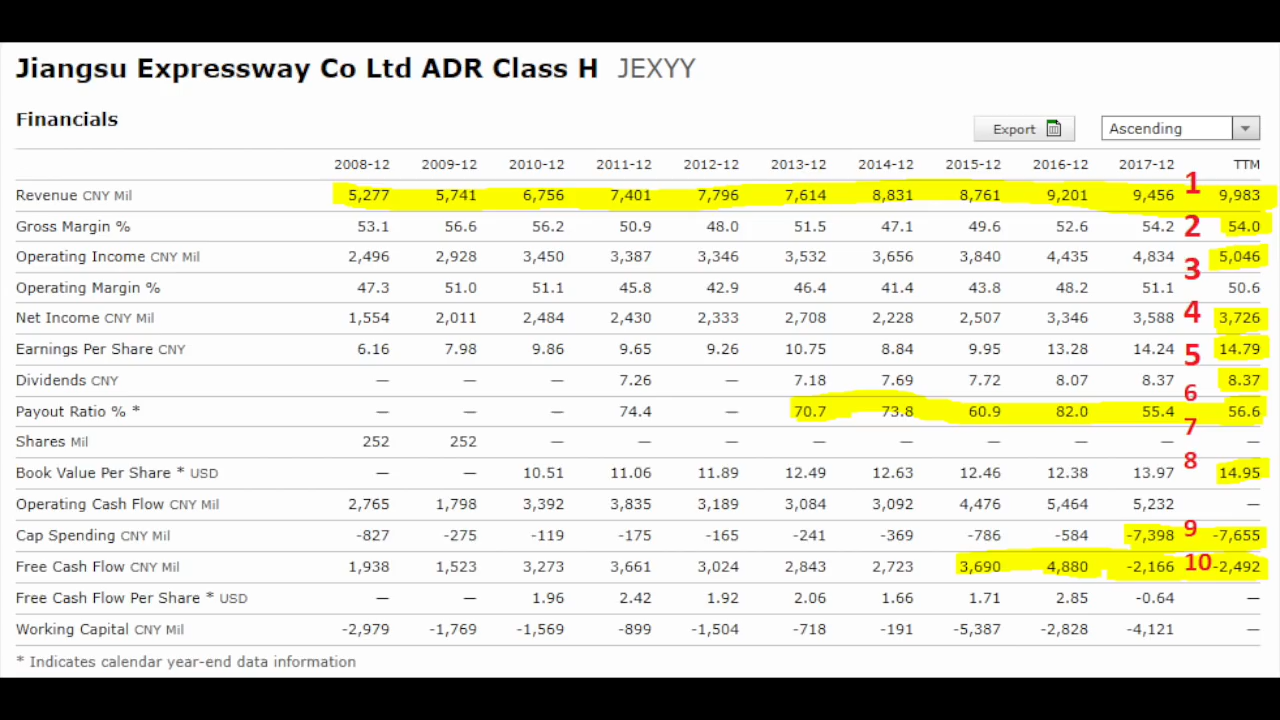 Jiangsu Expressway Co Ltd ADR Class H JEXYY
Financials
Export Ascending
2008-12 2009-12 2010-12 2011-12 2012-12 2013-12 2014-12 2015-12 2016-12 2017-12 TTM
Revenue CNY Mil 5,277 5,741 6,756 7,401 7,796 7,614 8,831 8,761 9,201 9,456 1 9,983
Gross Margin % 53.1 56.6 56.2 50.9 48.0 51.5 47.1 49.6 52.6 54.2 2 54.0
Operating Income CNY Mil 2,496 2,928 3,450 3,387 3,346 3,532 3,656 3,840 4,435 4,834 3 5,046
Operating Margin % 47.3 51.0 51.1 45.8 42.9 46.4 41.4 43.8 48.2 51.1 50.6
Net Income CNY Mil 1,554 2,011 2,484 2,430 2,333 2,708 2,228 2,507 3,346 3,588 4 3,726
Earnings Per Share CNY 6.16 7.98 9.86 9.65 9.26 10.75 8.84 9.95 13.28 14.24 5 14.79
Dividends CNY — — — 7.26 — 7.18 7.69 7.72 8.07 8.37 6 8.37
Payout Ratio % * — — — 74.4 — 70.7 73.8 60.9 82.0 55.4 7 56.6
Shares Mil 252 252 — — — — — — — — —
Book Value Per Share * USD — — 10.51 11.06 11.89 12.49 12.63 12.46 12.38 13.97 8 14.95
Operating Cash Flow CNY Mil 2,765 1,798 3,392 3,835 3,189 3,084 3,092 4,476 5,464 5,232 —
Cap Spending CNY Mil -827 -275 -119 -175 -165 -241 -369 -786 -584 -7,398 9 -7,655
Free Cash Flow CNY Mil 1,938 1,523 3,273 3,661 3,024 2,843 2,723 3,690 4,880 -2,166 10 -2,492
Free Cash Flow Per Share * USD — — 1.96 2.42 1.92 2.06 1.66 1.71 2.85 -0.64 —
Working Capital CNY Mil -2,979 -1,769 -1,569 -899 -1,504 -718 -191 -5,387 -2,828 -4,121 —
* Indicates calendar year-end data information